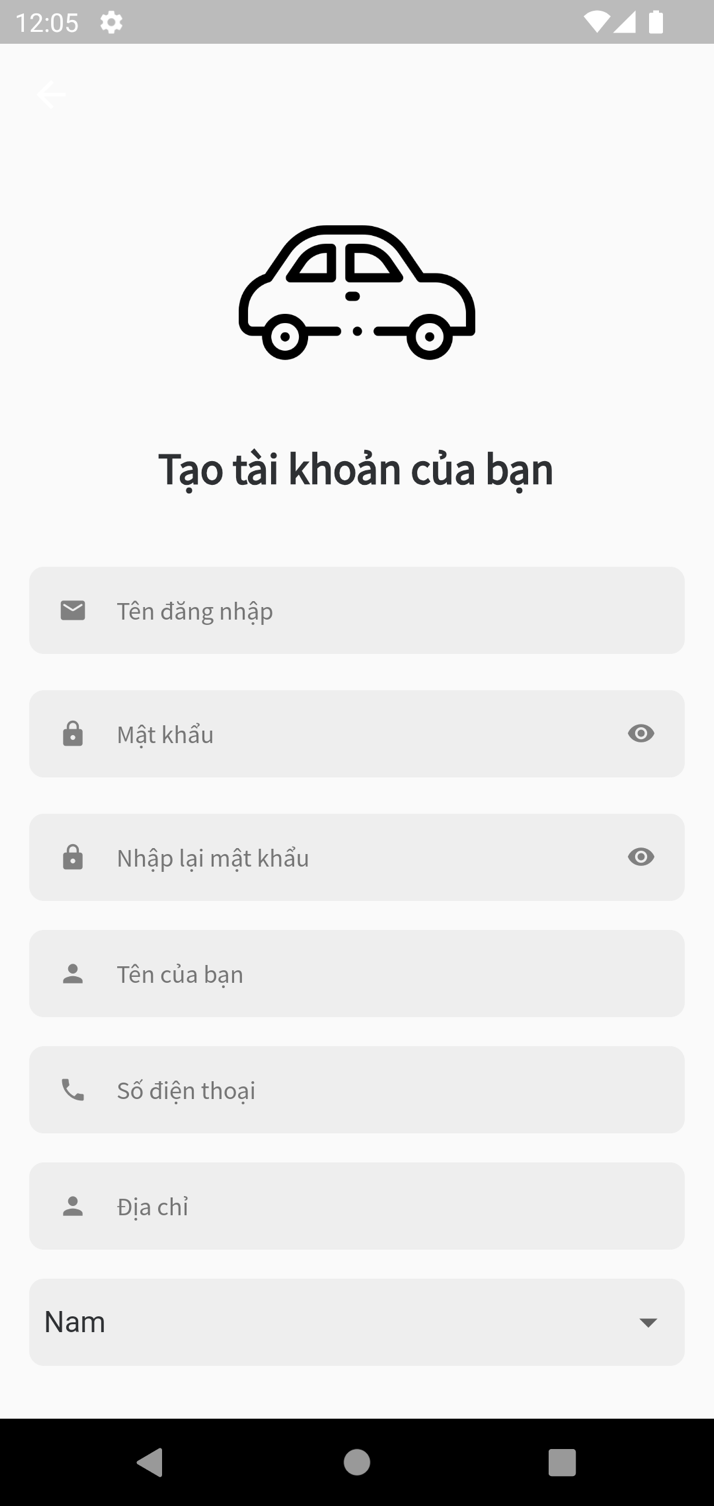 12:05
Tạo tài khoản của bạn
Tên đăng nhập
Mật khẩu
Nhập lại mật khẩu
Tên của bạn
Số điện thoại
Địa chỉ
Nam